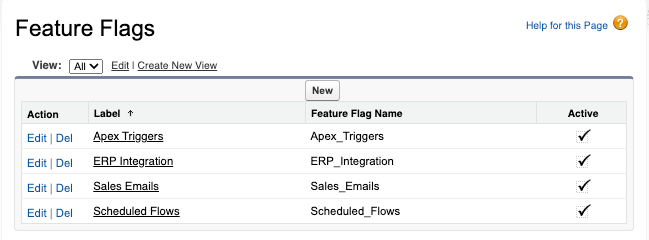 Feature Flags
Help for this Page ?
View: All Edit | Create New View
New
Action Label ↑ Feature Flag Name Active
Edit | Del Apex Triggers Apex_Triggers ✓
Edit | Del ERP Integration ERP_Integration ✓
Edit | Del Sales Emails Sales_Emails ✓
Edit | Del Scheduled Flows Scheduled_Flows ✓